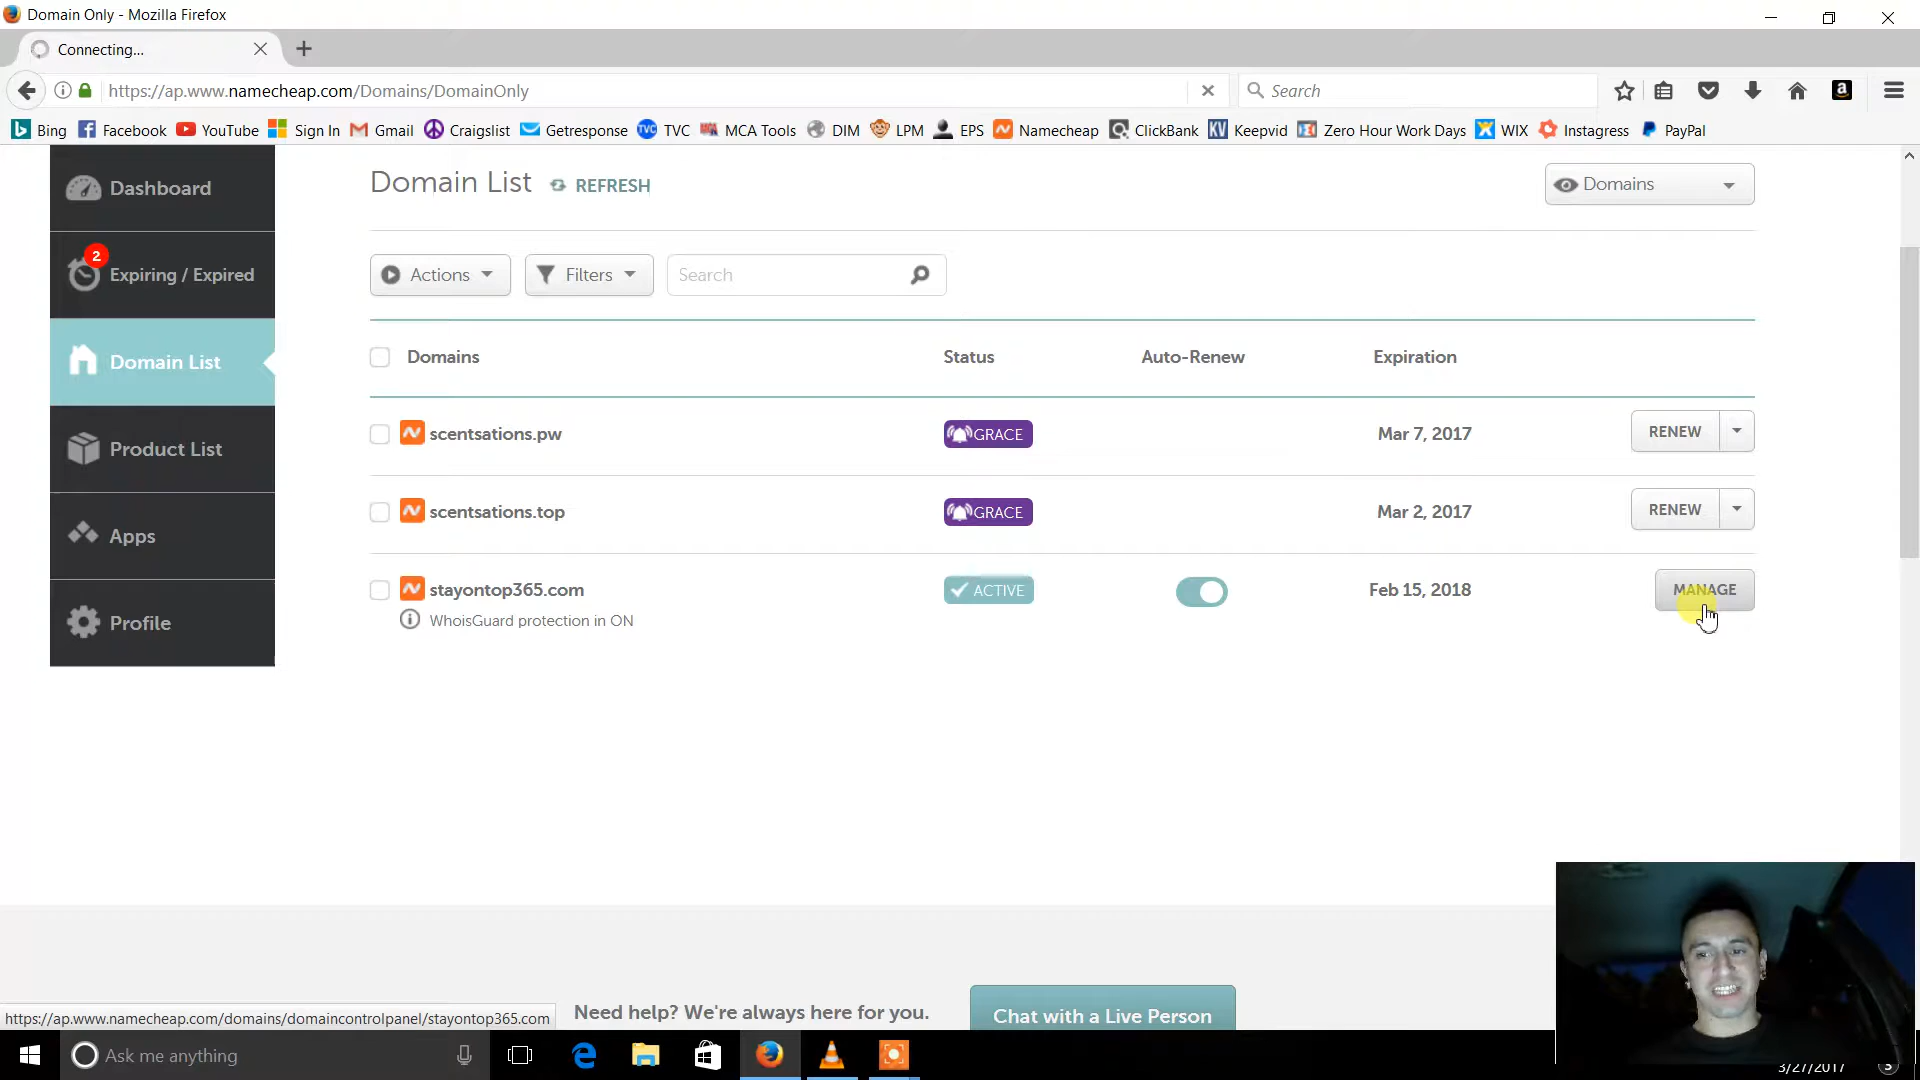 Domain Only - Mozilla Firefox
Connecting...
https://ap.www.namecheap.com/Domains/DomainOnly
Search
Bing Facebook YouTube Sign In Gmail Craigslist Getresponse TVC TVC MCA Tools DIM LPM EPS Namecheap ClickBank KV Keepvid Zero Hour Work Days WIX Instagress PayPal
Dashboard
2
Expiring / Expired
Domain List
Product List
Apps
Profile
Domain List REFRESH
Domains
Actions Filters Search
Domains Status Auto-Renew Expiration
scentsations.pw GRACE Mar 7, 2017 RENEW
scentsations.top GRACE Mar 2, 2017 RENEW
stayontop365.com ACTIVE Feb 15, 2018 MANAGE
WhoisGuard protection in ON
Need help? We're always here for you. Chat with a Live Person
https://ap.www.namecheap.com/domains/domaincontrolpanel/stayontop365.com
Ask me anything
3/27/2017